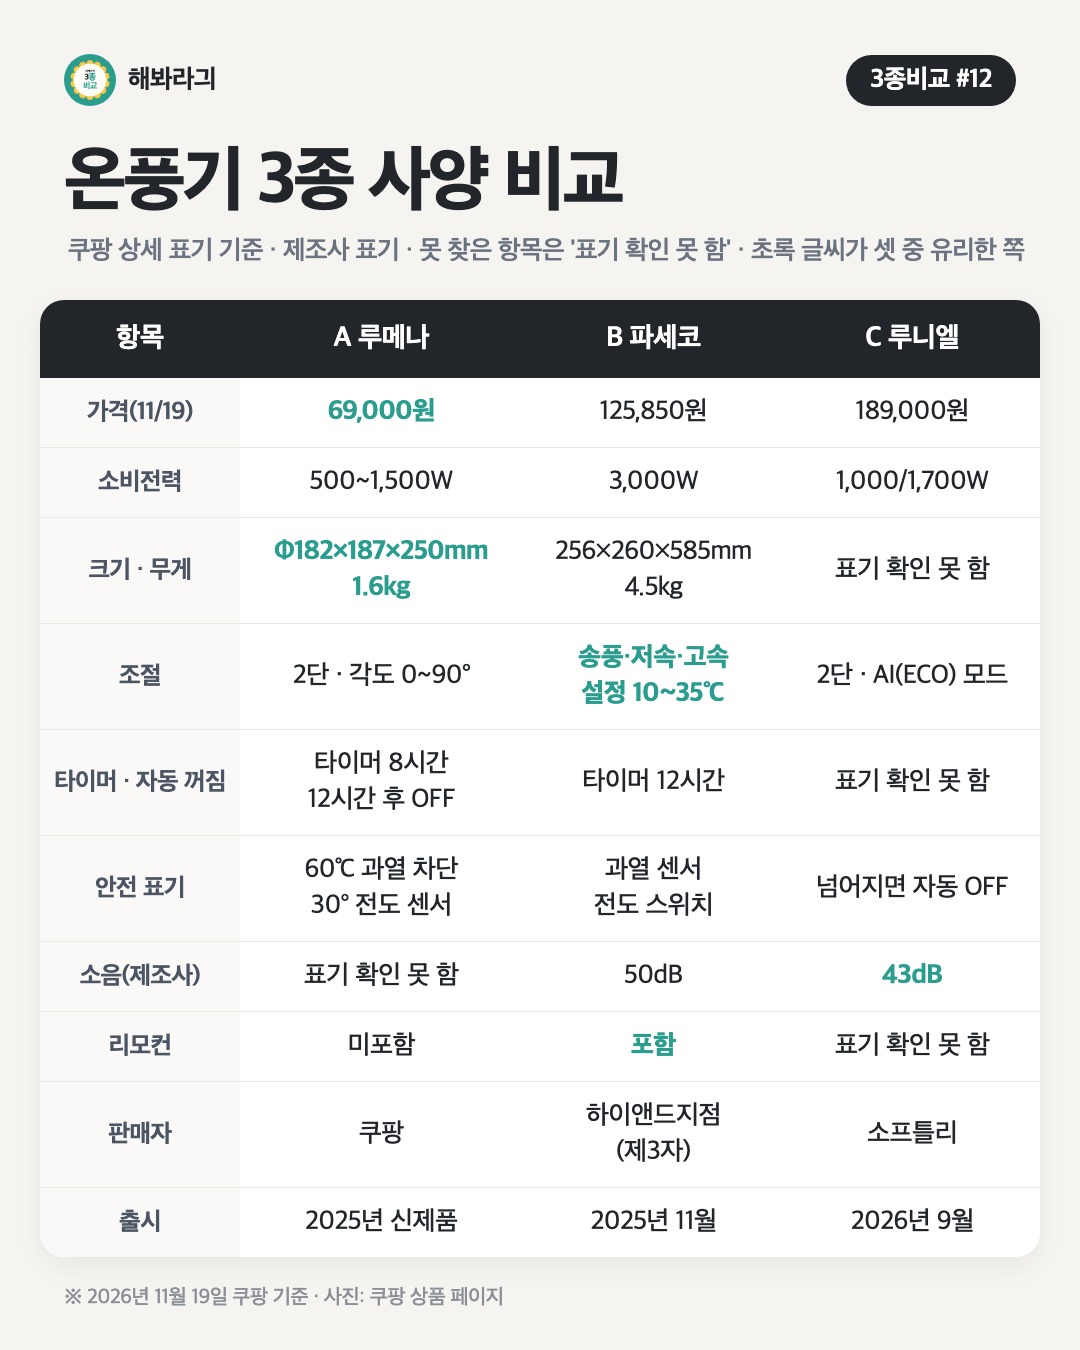 3종
비교
해봐라긔
3종비교 #12
온풍기 3종 사양 비교
쿠팡 상세 표기 기준 · 제조사 표기 · 못 찾은 항목은 '표기 확인 못 함' · 초록 글씨가 셋 중 유리한 쪽
항목 A 루메나 B 파세코 C 루니엘
가격(11/19) 69,000원 125,850원 189,000원
소비전력 500~1,500W 3,000W 1,000/1,700W
크기 · 무게 Φ182×187×250mm 256×260×585mm 표기 확인 못 함
1.6kg 4.5kg
조절 2단 · 각도 0~90° 송풍·저속·고속 2단 · AI(ECO) 모드
설정 10~35℃
타이머 · 자동 꺼짐 타이머 8시간 타이머 12시간 표기 확인 못 함
12시간 후 OFF
안전 표기 60℃ 과열 차단 과열 센서 넘어지면 자동 OFF
30° 전도 센서 전도 스위치
소음(제조사) 표기 확인 못 함 50dB 43dB
리모컨 미포함 포함 표기 확인 못 함
판매자 쿠팡 하이앤드지점 소프틀리
(제3자)
출시 2025년 신제품 2025년 11월 2026년 9월
※ 2026년 11월 19일 쿠팡 기준 · 사진: 쿠팡 상품 페이지